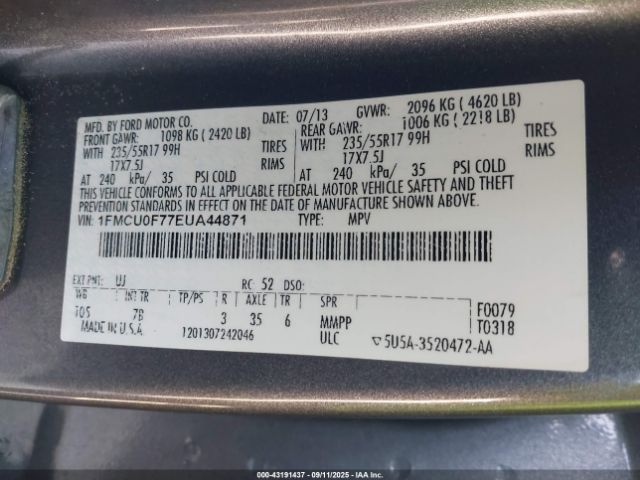 MFD. BY FORD MOTOR CO. DATE: 07/13 GVWR: 2096 KG ( 4620 LB)
FRONT GAWR: 1098 KG ( 2420 LB) REAR GAWR: 1006 KG ( 2218 LB)
WITH 235/55R17 99H TIRES WITH 235/55R17 99H TIRES
17X7.5J RIMS 17X7.5J RIMS
AT 240 kPa/ 35 PSI COLD AT 240 kPa/ 35 PSI COLD
THIS VEHICLE CONFORMS TO ALL APPLICABLE FEDERAL MOTOR VEHICLE SAFETY AND THEFT
PREVENTION STANDARDS IN EFFECT ON THE DATE OF MANUFACTURE SHOWN ABOVE.
VIN: 1FMCU0F77EUA44871 TYPE: MPV
EXT PNT: UJ RC: 52 DSO:
WB INT TR TP/PS R AXLE TR SPR F0079
TOS 7B 3 35 6 MMPP T0318
MADE IN U.S.A. 1201307242046 ULC ▽5U5A-3520472-AA
000-43191437 - 09/11/2025 - IAA Inc.